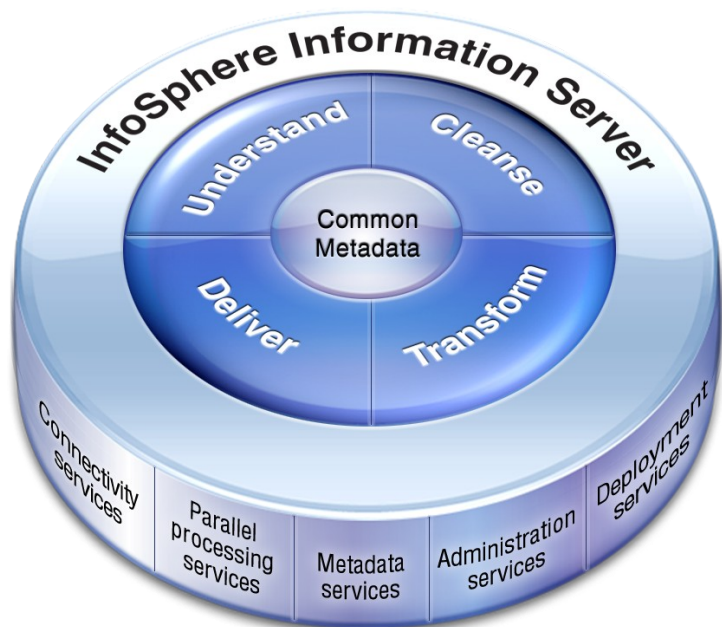 InfoSphere Information Server
Understand
Cleanse
Common
Metadata
Deliver
Transform
Connectivity
services
Parallel
processing
services
Metadata
services
Administration
services
Deployment
services